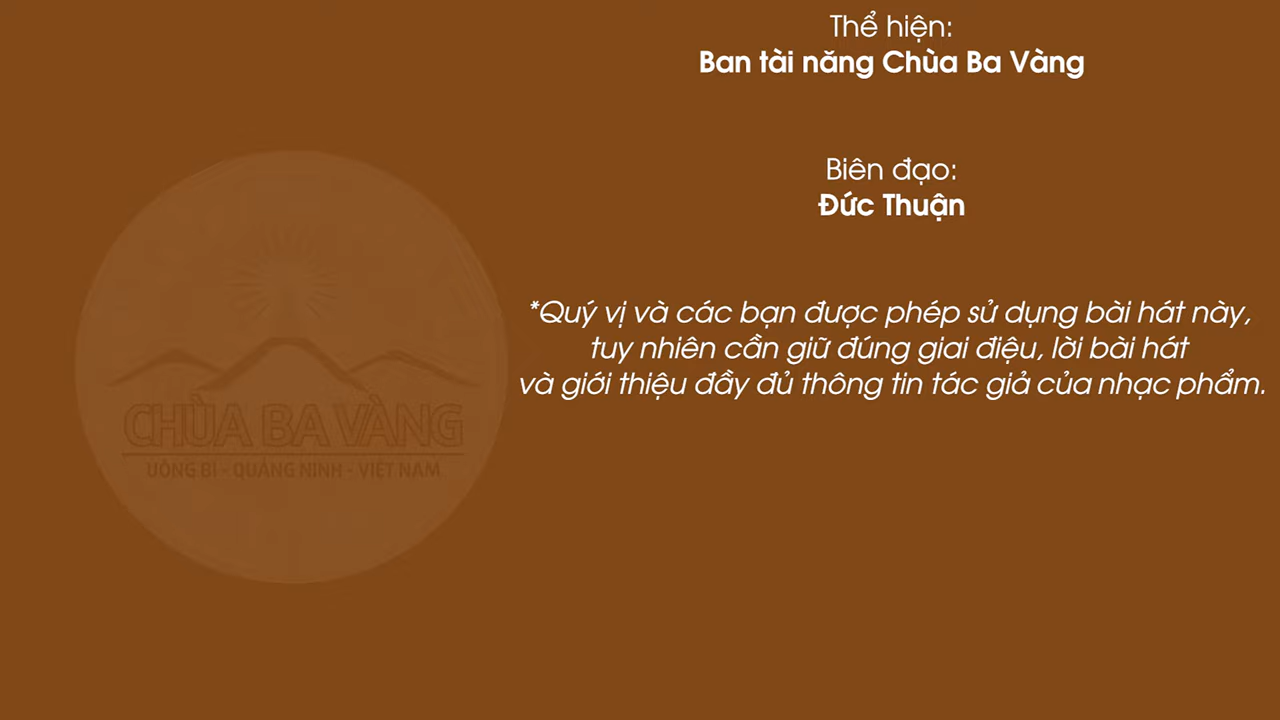 Thể hiện:
Ban tài năng Chùa Ba Vàng
Biên đạo:
Đức Thuận
*Quý vị và các bạn được phép sử dụng bài hát này,
tuy nhiên cần giữ đúng giai điệu, lời bài hát
và giới thiệu đầy đủ thông tin tác giả của nhạc phẩm.
CHÙA BA VÀNG
UÔNG BÍ - QUẢNG NINH - VIỆT NAM